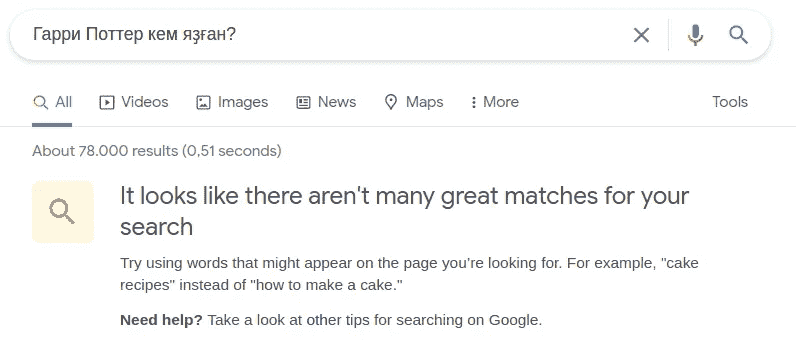 Гарри Поттер кем яҙған?
All Videos Images News Maps More Tools
About 78.000 results (0,51 seconds)
It looks like there aren't many great matches for your
search
Try using words that might appear on the page you're looking for. For example, "cake
recipes" instead of "how to make a cake."
Need help? Take a look at other tips for searching on Google.